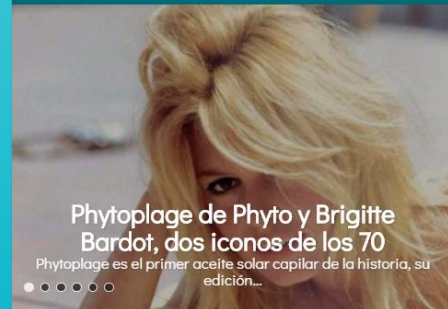 Phytoplage de Phyto y Brigitte
Bardot, dos iconos de los 70
Phytoplage es el primer aceite solar capilar de la historia, su
edición...